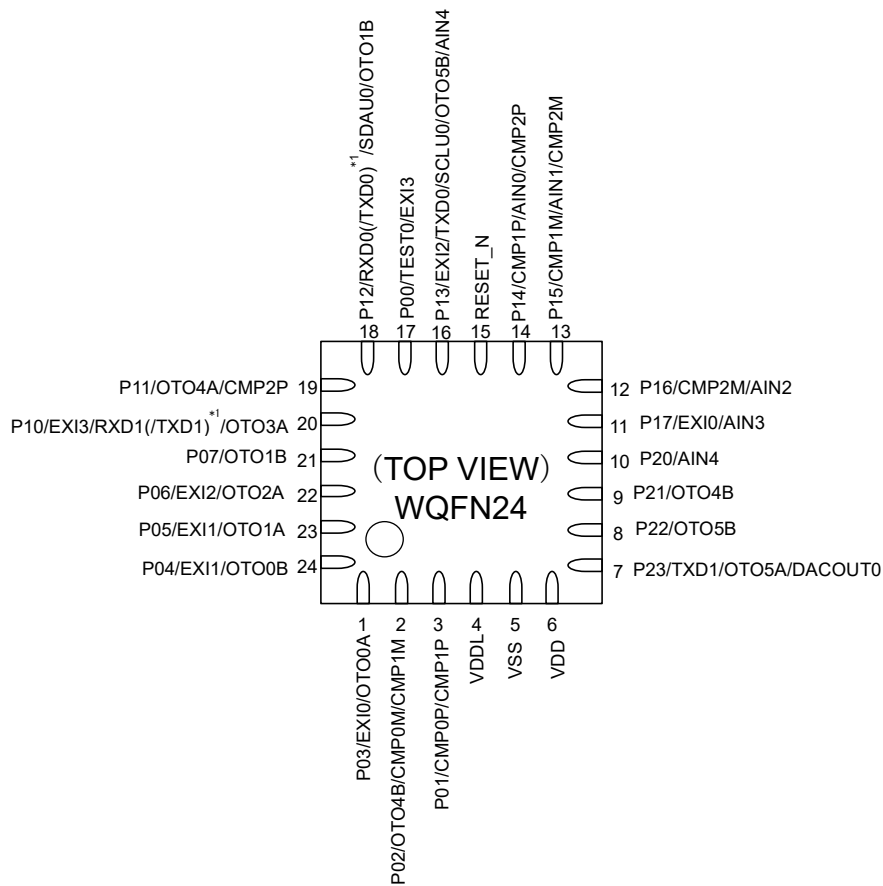 P12/RXD0(/TXD0)*1/SDAU0/OTO1B
P00/TEST0/EXI3
P13/EXI2/TXD0/SCLU0/OTO5B/AIN4
RESET_N
P14/CMP1P/AIN0/CMP2P
P15/CMP1M/AIN1/CMP2M
18 17 16 15 14 13
P11/OTO4A/CMP2P 19
P10/EXI3/RXD1(/TXD1)*1/OTO3A 20
P07/OTO1B 21
P06/EXI2/OTO2A 22
P05/EXI1/OTO1A 23
P04/EXI1/OTO0B 24
(TOP VIEW)
WQFN24
12 P16/CMP2M/AIN2
11 P17/EXI0/AIN3
10 P20/AIN4
9 P21/OTO4B
8 P22/OTO5B
7 P23/TXD1/OTO5A/DACOUT0
1 2 3 4 5 6
P03/EXI0/OTO0A
P02/OTO4B/CMP0M/CMP1M
P01/CMP0P/CMP1P
VDDL
VSS
VDD